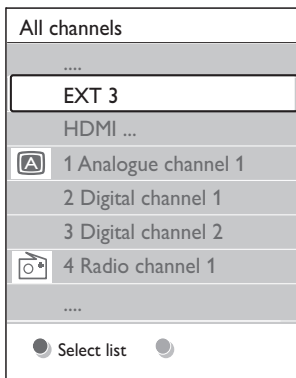 All channels
....
EXT 3
HDMI ...
A 1 Analogue channel 1
2 Digital channel 1
3 Digital channel 2
4 Radio channel 1
....
Select list